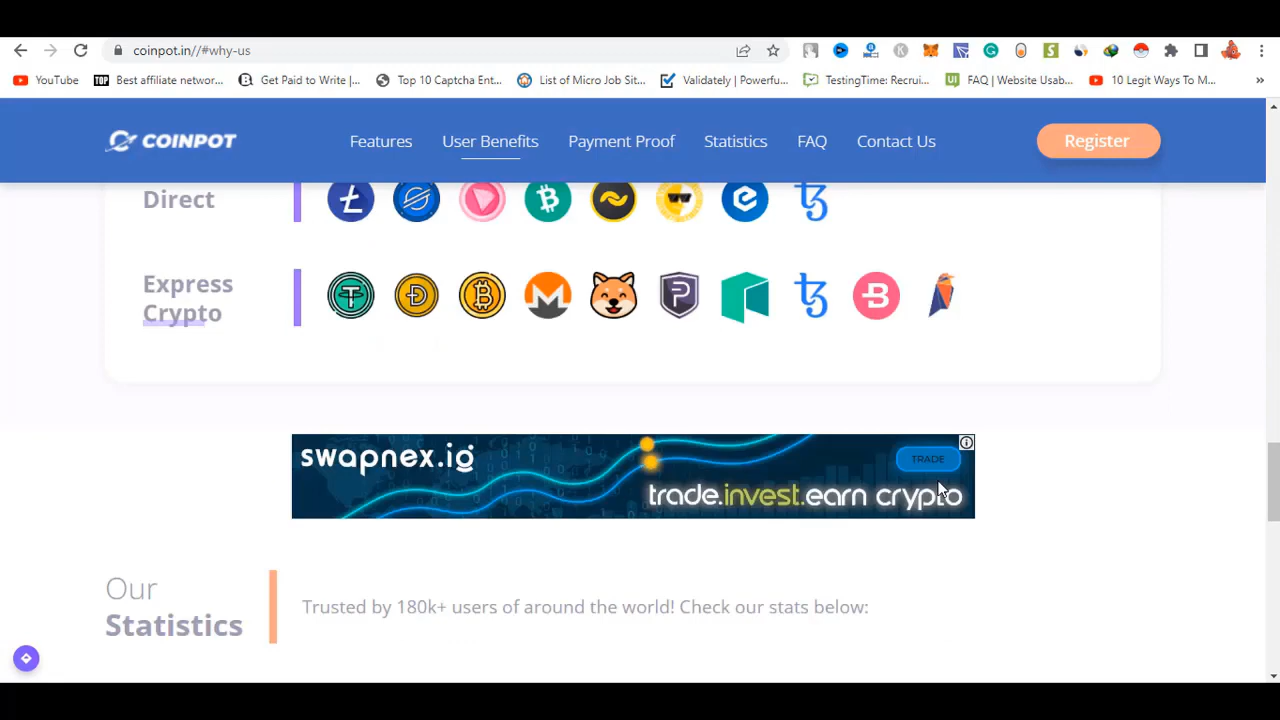 coinpot.in//#why-us
YouTube
TOP Best affiliate networ...
Get Paid to Write |...
Top 10 Captcha Ent...
List of Micro Job Sit...
Validately | Powerfu...
TestingTime: Recrui...
UI FAQ | Website Usab...
10 Legit Ways To M...
»
COINPOT
Features
User Benefits
Payment Proof
Statistics
FAQ
Contact Us
Register
Direct
Express
Crypto
swapnex.ig
TRADE
trade.invest.earn crypto
Our
Statistics
Trusted by 180k+ users of around the world! Check our stats below: